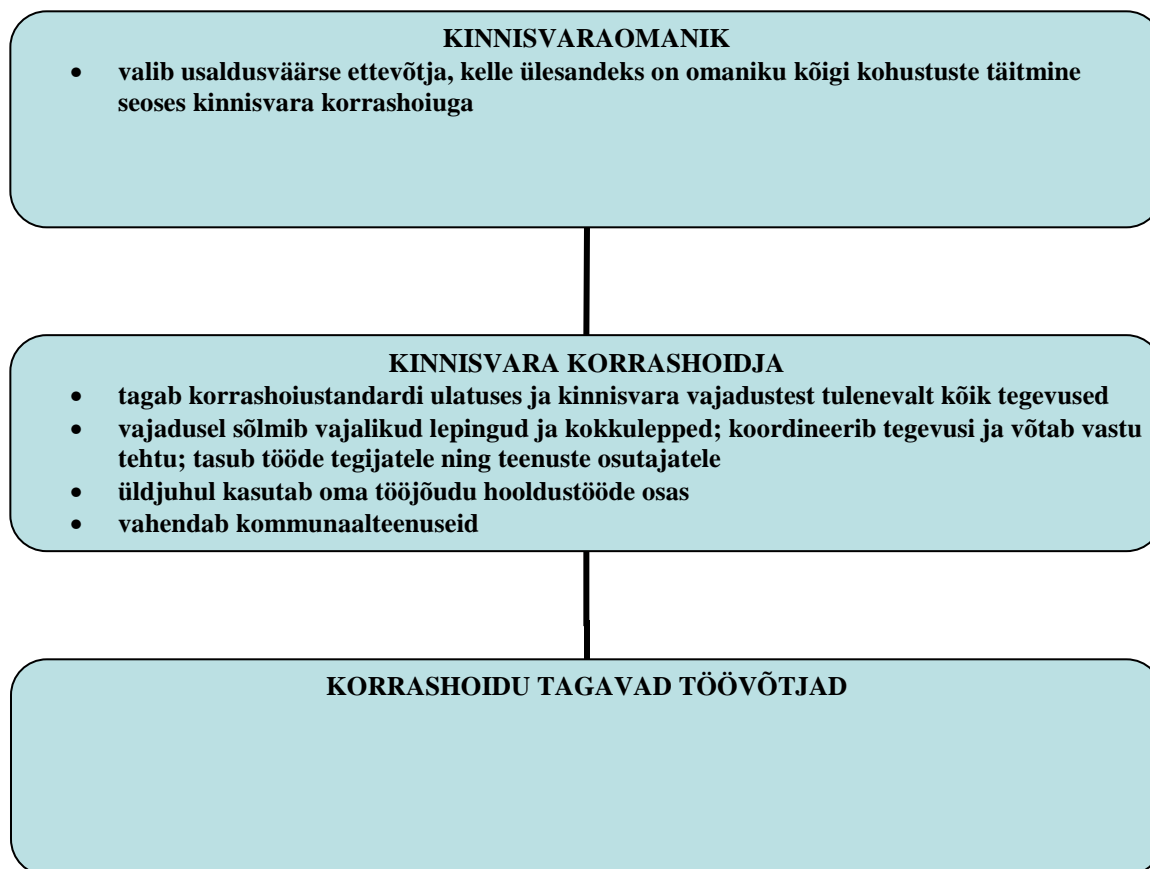 KINNISVARAOMANIK
• valib usaldusväärse ettevõtja, kelle ülesandeks on omaniku kõigi kohustuste täitmine
seoses kinnisvara korrashoiuga
KINNISVARA KORRASHOIDJA
• tagab korrashoiustandardi ulatuses ja kinnisvara vajadustest tulenevalt kõik tegevused
• vajadusel sõlmib vajalikud lepingud ja kokkulepped; koordineerib tegevusi ja võtab vastu
tehtu; tasub tööde tegijatele ning teenuste osutajatele
• üldjuhul kasutab oma tööjõudu hooldustööde osas
• vahendab kommunaalteenuseid
KORRASHOIDU TAGAVAD TÖÖVÕTJAD